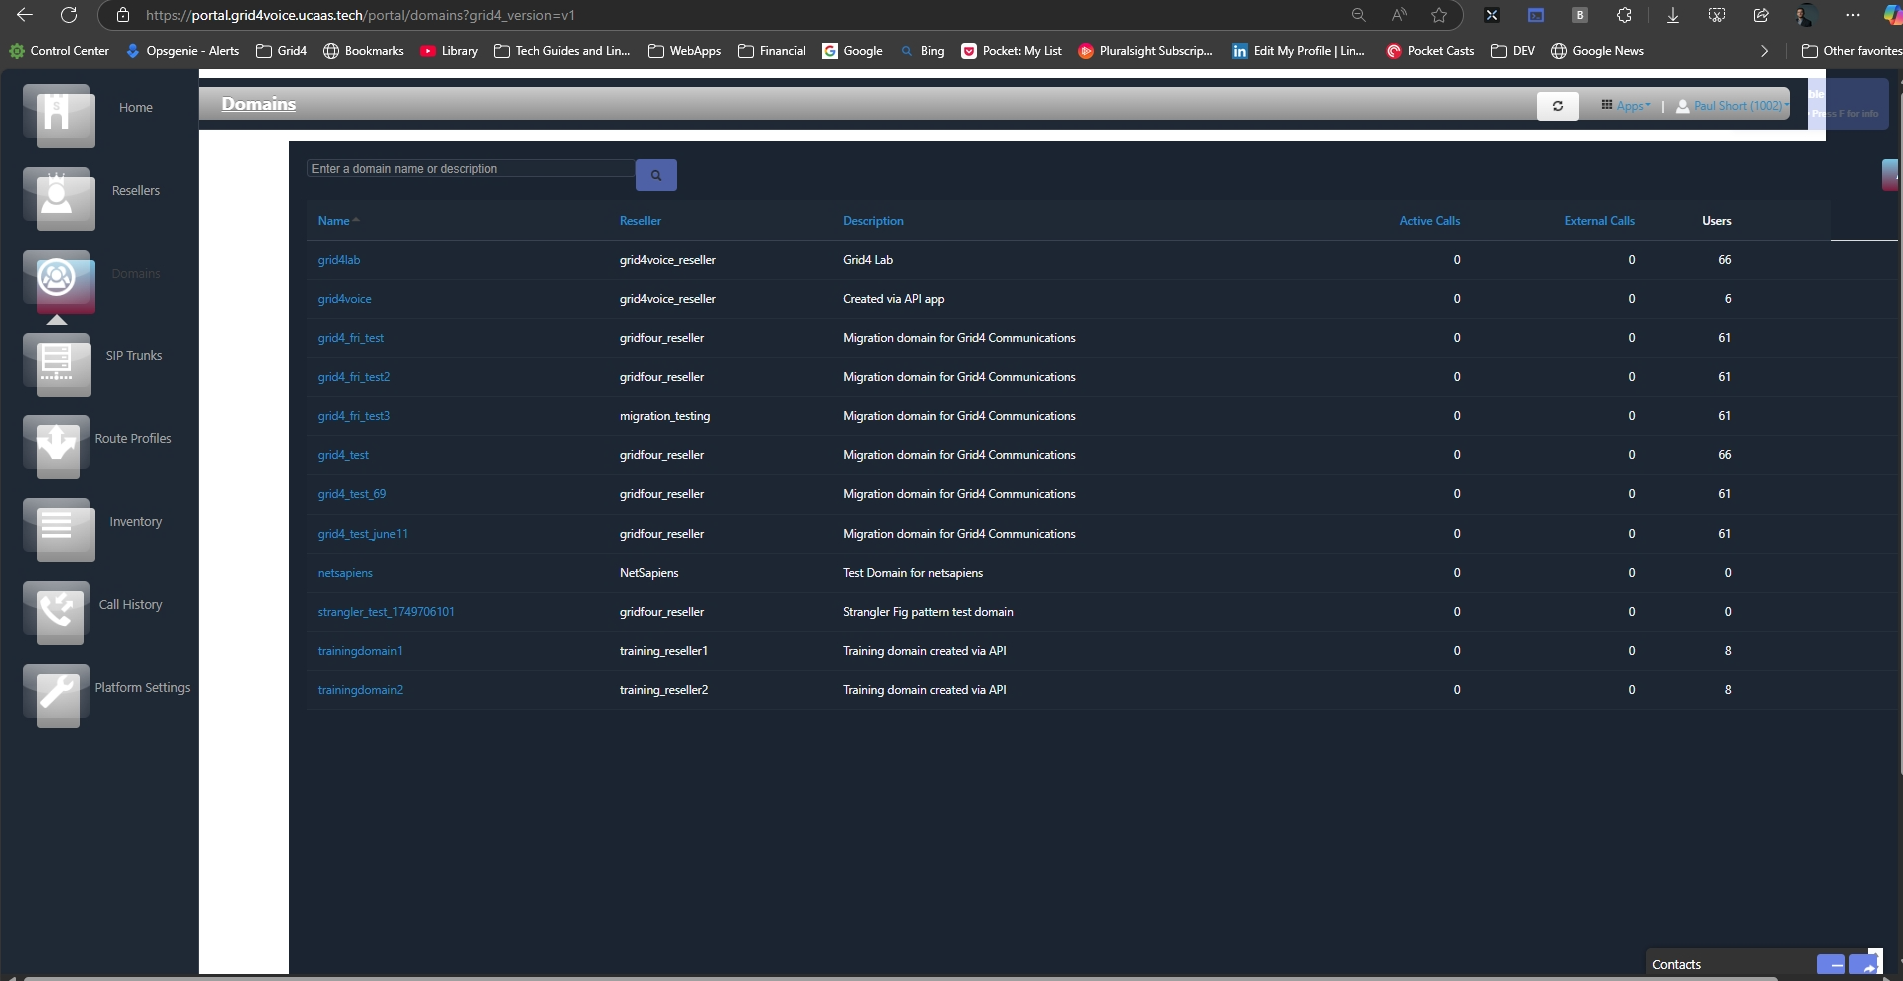 https://portal.grid4voice.ucaas.tech/portal/domains?grid4_version=v1
Control Center Opsgenie - Alerts Grid4 Bookmarks Library Tech Guides and Lin... WebApps Financial Google Bing Pocket: My List Pluralsight Subscrip... Edit My Profile | Lin... Pocket Casts DEV Google News Other favorites
Home
Resellers
Domains
SIP Trunks
Route Profiles
Inventory
Call History
Platform Settings
Domains
Apps | Paul Short (1002)
Press F for info
Enter a domain name or description
Name Reseller Description Active Calls External Calls Users
grid4lab grid4voice_reseller Grid4 Lab 0 0 66
grid4voice grid4voice_reseller Created via API app 0 0 6
grid4_fri_test gridfour_reseller Migration domain for Grid4 Communications 0 0 61
grid4_fri_test2 gridfour_reseller Migration domain for Grid4 Communications 0 0 61
grid4_fri_test3 migration_testing Migration domain for Grid4 Communications 0 0 61
grid4_test gridfour_reseller Migration domain for Grid4 Communications 0 0 66
grid4_test_69 gridfour_reseller Migration domain for Grid4 Communications 0 0 61
grid4_test_june11 gridfour_reseller Migration domain for Grid4 Communications 0 0 61
netsapiens NetSapiens Test Domain for netsapiens 0 0 0
strangler_test_1749706101 gridfour_reseller Strangler Fig pattern test domain 0 0 0
trainingdomain1 training_reseller1 Training domain created via API 0 0 8
trainingdomain2 training_reseller2 Training domain created via API 0 0 8
Contacts